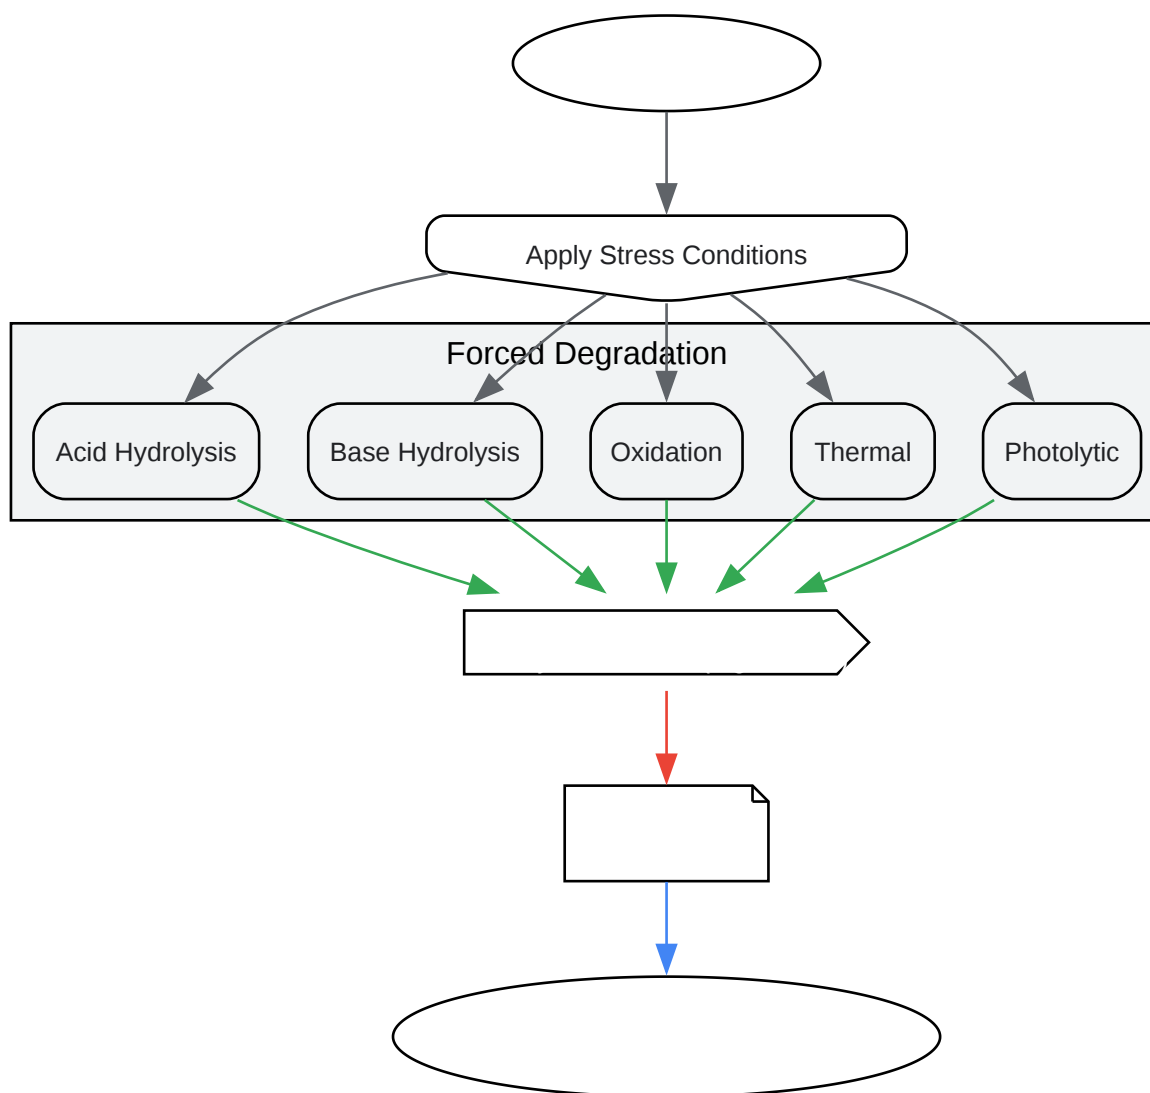 Apply Stress Conditions
Forced Degradation
Acid Hydrolysis
Base Hydrolysis
Oxidation
Thermal
Photolytic